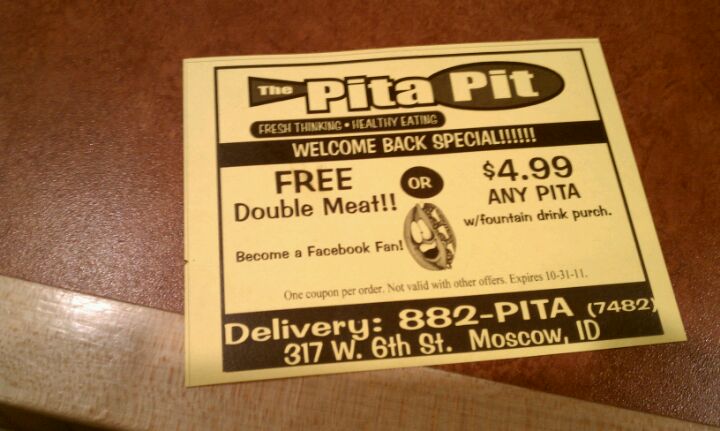 The Pita Pit
FRESH THINKING • HEALTHY EATING
WELCOME BACK SPECIAL!!!!!!
FREE
Double Meat!!
Become a Facebook Fan!
OR
$4.99
ANY PITA
w/fountain drink purch.
One coupon per order. Not valid with other offers. Expires 10-31-11.
Delivery: 882-PITA (7482)
317 W. 6th St. Moscow, ID